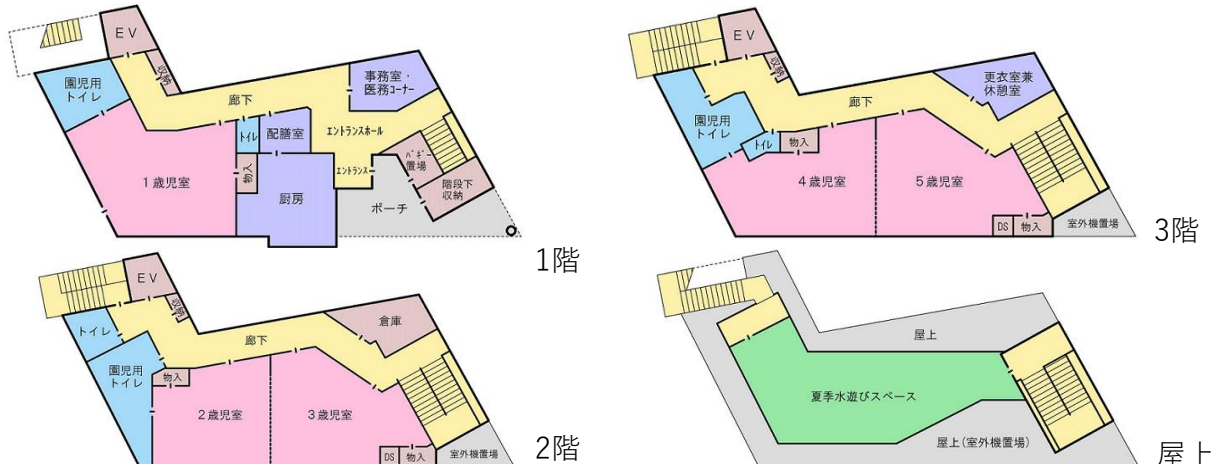 EV
収納
園児用
トイレ
廊下
事務室・
医務コーナー
トイレ
配膳室
エントランスホール
エントランス
バギー
置場
階段下
収納
1歳児室
物入
厨房
ポーチ
1階
EV
収納
廊下
更衣室兼
休憩室
園児用
トイレ
トイレ
物入
4歳児室
5歳児室
DS
物入
室外機置場
3階
EV
収納
トイレ
廊下
倉庫
園児用
トイレ
物入
2歳児室
3歳児室
DS
物入
室外機置場
2階
屋上
夏季水遊びスペース
屋上(室外機置場)
屋上